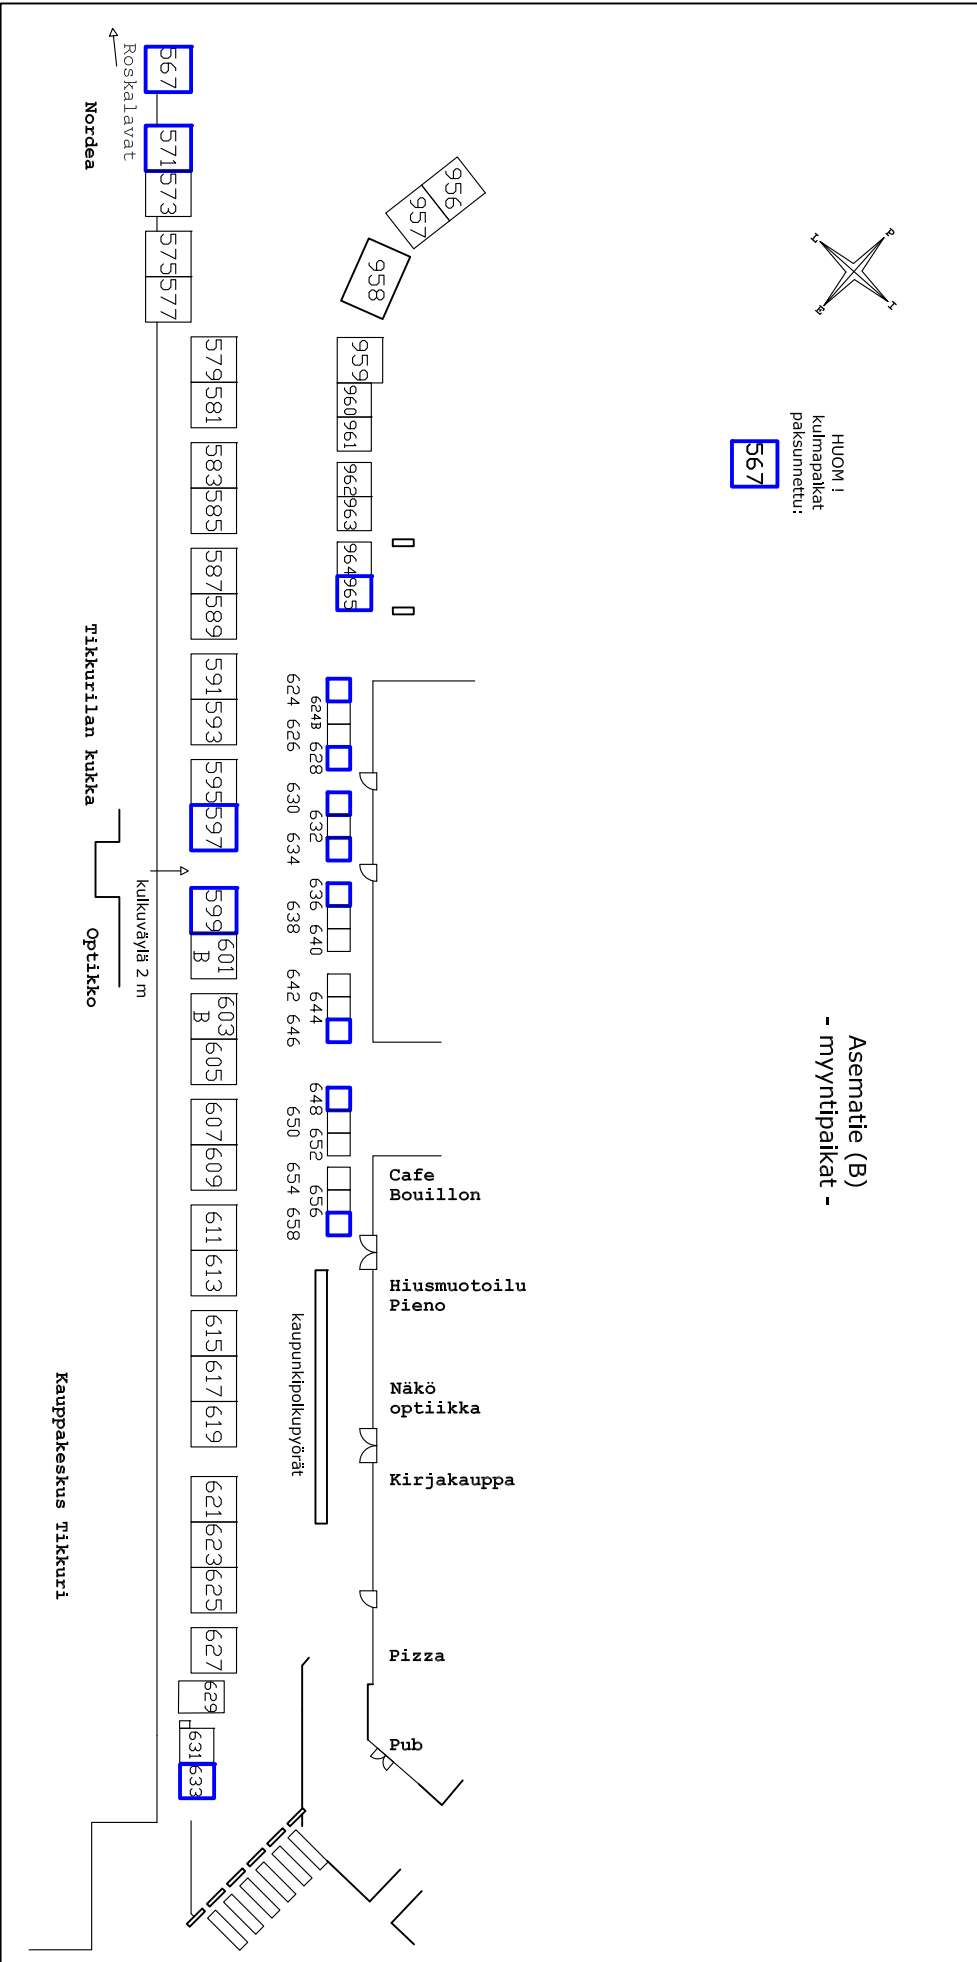 Asematie (B)
- myyntipaikat -
HUOM !
kulmapaikat
paksunnettu:
567
P
I
E
L
Roskalavat
Nordea
567
571
573
575
577
579
581
583
585
587
589
591
593
595
597
599
601
B
603
B
605
607
609
611
613
615
617
619
621
623
625
627
629
631
633
956
957
958
959
960
961
962
963
964
965
624
624B
626
628
630
632
634
636
638
640
642
644
646
648
650
652
654
656
658
Tikkurilan kukka
kulkuväylä 2 m
Optikko
Kauppakeskus Tikkuri
kaupunkipolkupyörät
Cafe
Bouillon
Hiusmuotoilu
Pieno
Näkö
optiikka
Kirjakauppa
Pizza
Pub